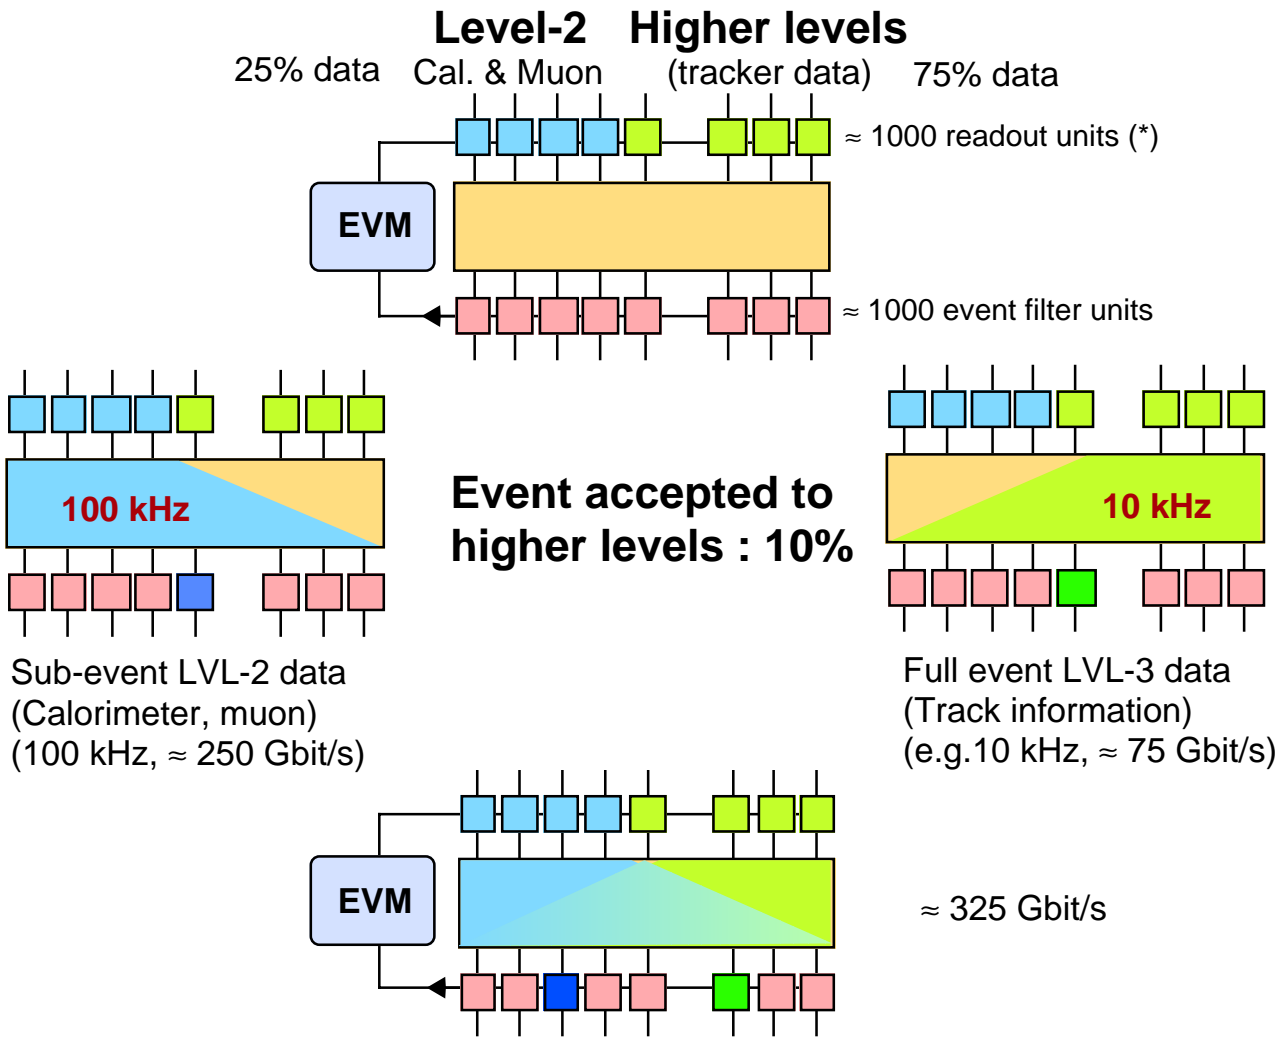 Level-2 Higher levels
25% data Cal. & Muon (tracker data) 75% data
≈ 1000 readout units (*)
EVM
≈ 1000 event filter units
100 kHz
Event accepted to
higher levels : 10%
10 kHz
Sub-event LVL-2 data
(Calorimeter, muon)
(100 kHz, ≈ 250 Gbit/s)
Full event LVL-3 data
(Track information)
(e.g.10 kHz, ≈ 75 Gbit/s)
EVM
≈ 325 Gbit/s